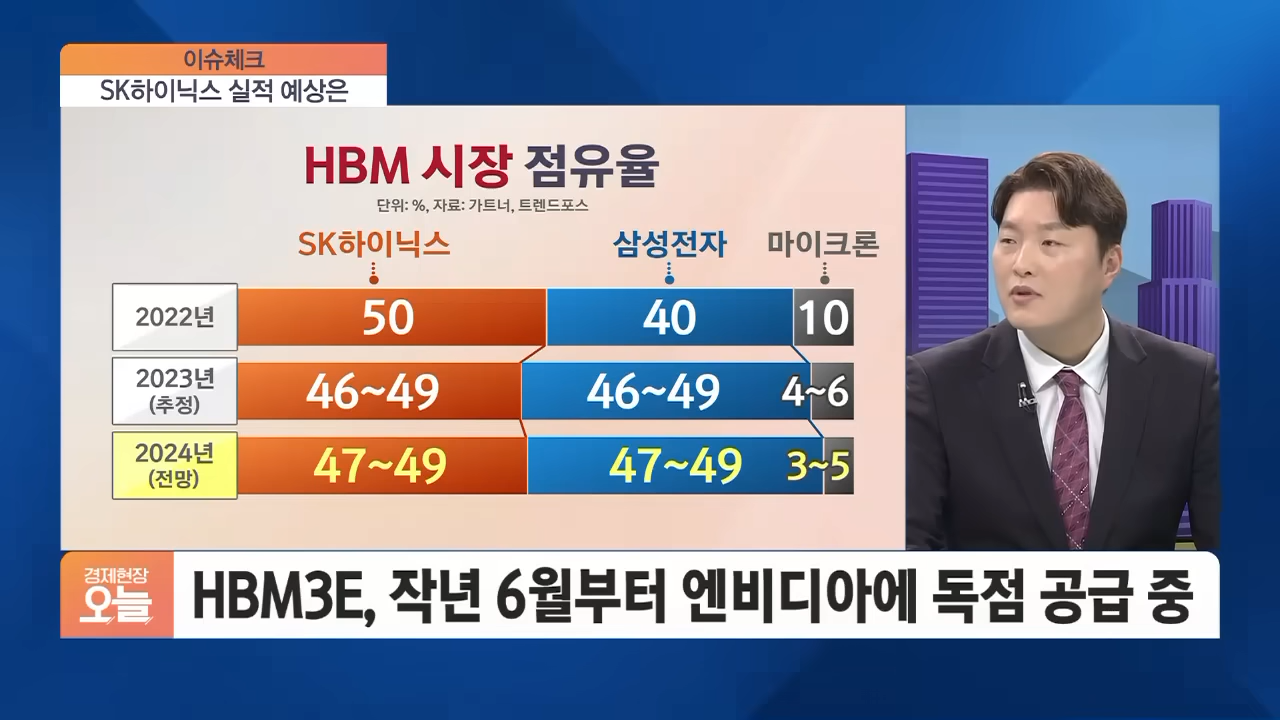 이슈체크
SK하이닉스 실적 예상은
HBM 시장 점유율
단위: %, 자료: 가트너, 트렌드포스
SK하이닉스 삼성전자 마이크론
2022년 50 40 10
2023년 (추정) 46~49 46~49 4~6
2024년 (전망) 47~49 47~49 3~5
경제현장
오늘
HBM3E, 작년 6월부터 엔비디아에 독점 공급 중